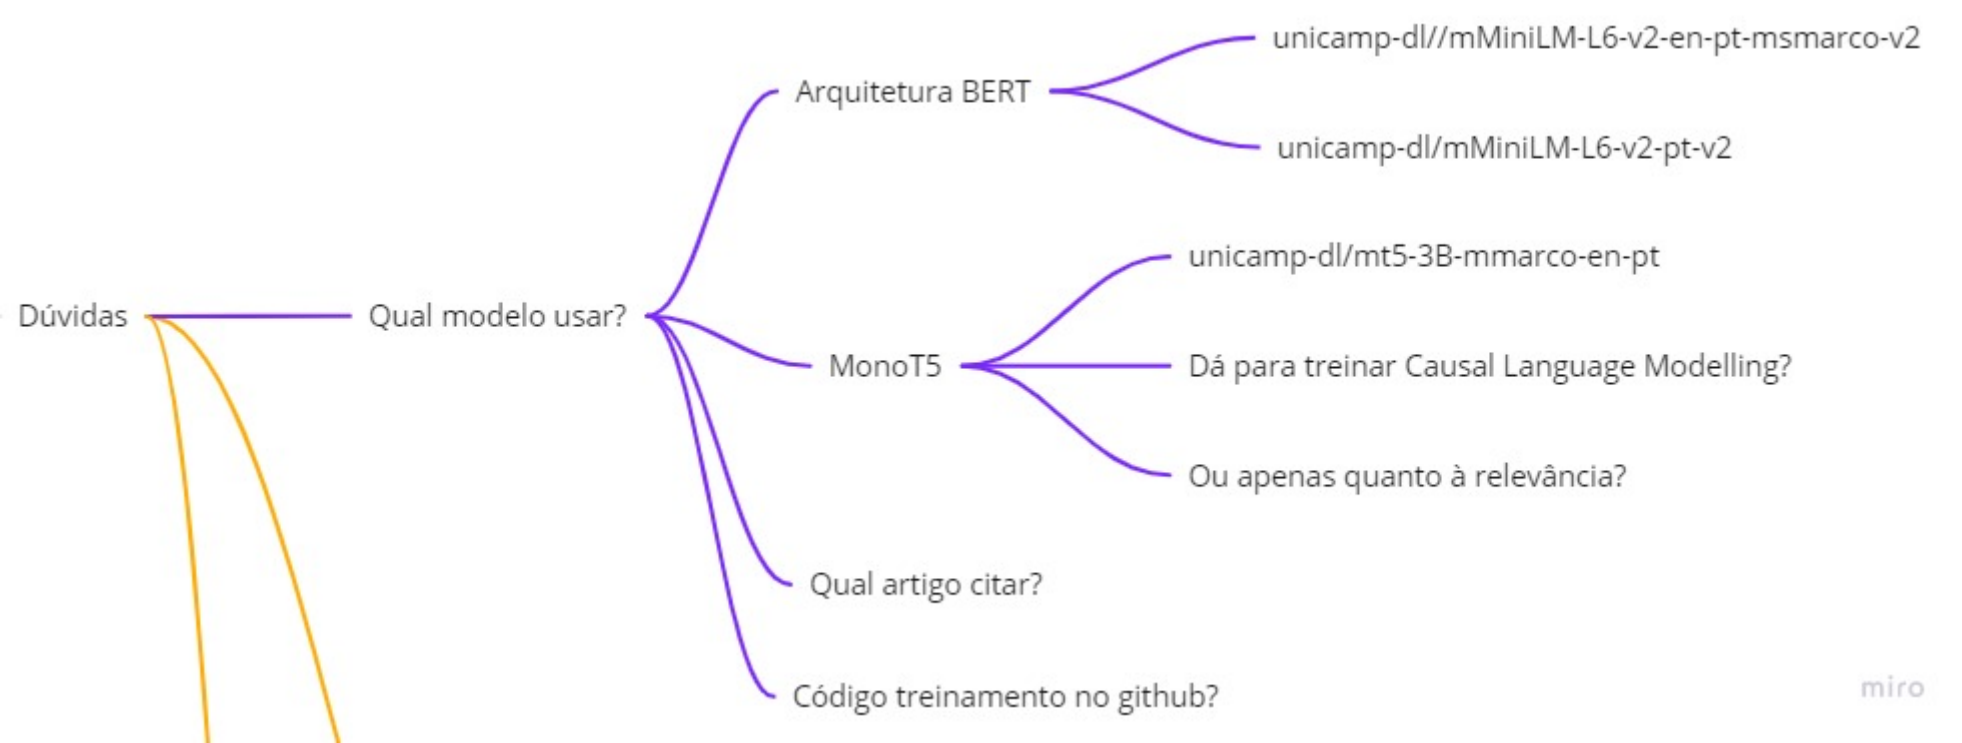 Dúvidas
Qual modelo usar?
Arquitetura BERT
unicamp-dl//mMiniLM-L6-v2-en-pt-msmarco-v2
unicamp-dl/mMiniLM-L6-v2-pt-v2
MonoT5
unicamp-dl/mt5-3B-mmarco-en-pt
Dá para treinar Causal Language Modelling?
Ou apenas quanto à relevância?
Qual artigo citar?
Código treinamento no github?
miro